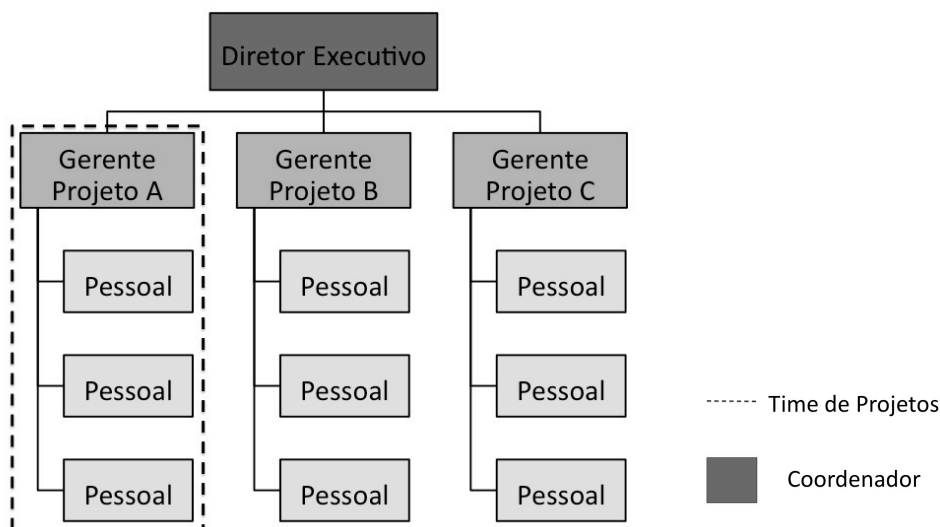 Diretor Executivo
Gerente
Projeto A
Gerente
Projeto B
Gerente
Projeto C
Pessoal
Pessoal
Pessoal
Pessoal
Pessoal
Pessoal
Pessoal
Pessoal
Pessoal
Time de Projetos
Coordenador